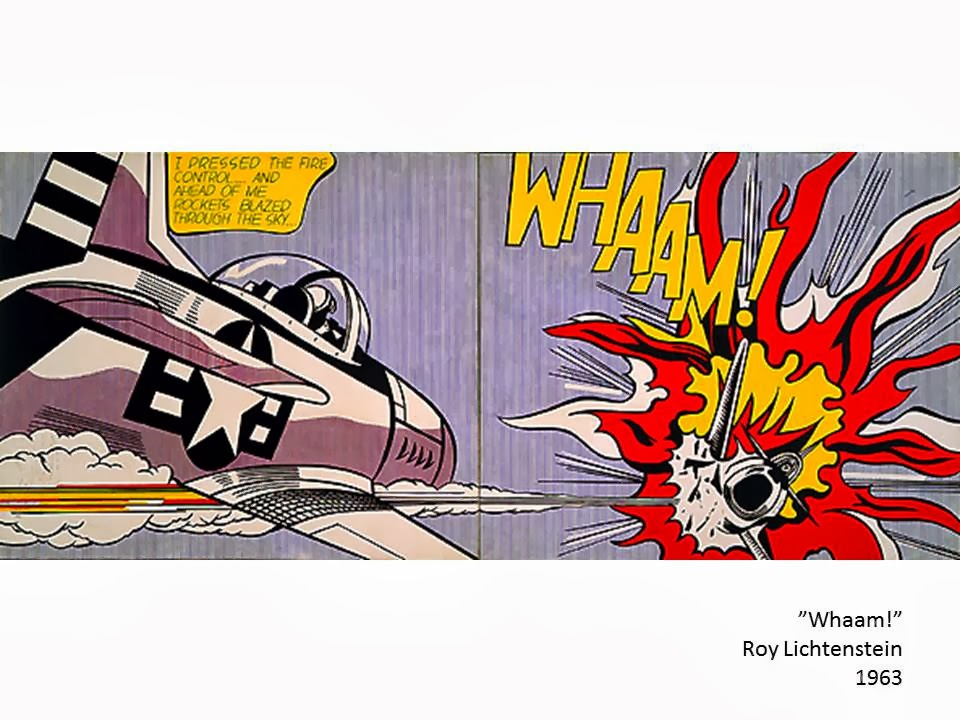 I PRESSED THE FIRE
CONTROL... AND
AHEAD OF ME
ROCKETS BLAZED
THROUGH THE SKY...
WHAAM!
”Whaam!”
Roy Lichtenstein
1963